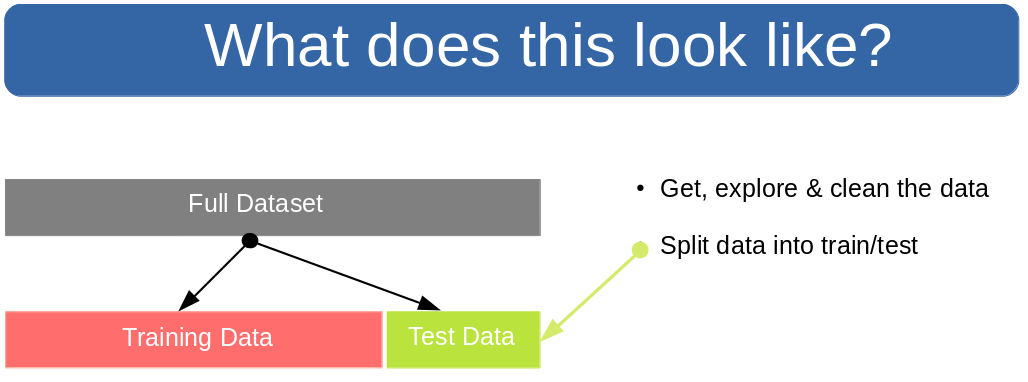 What does this look like?
Full Dataset
• Get, explore & clean the data
Split data into train/test
Training Data
Test Data